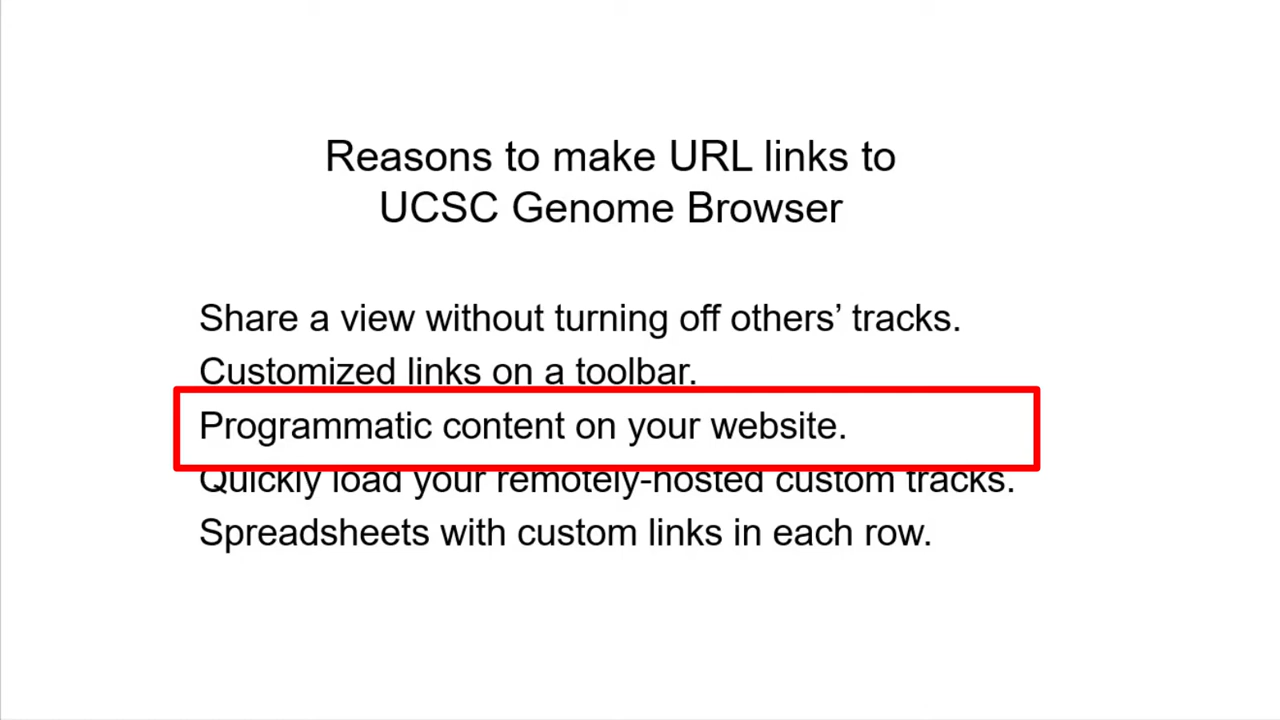 Reasons to make URL links to
UCSC Genome Browser
Share a view without turning off others’ tracks.
Customized links on a toolbar.
Programmatic content on your website.
Quickly load your remotely-hosted custom tracks.
Spreadsheets with custom links in each row.